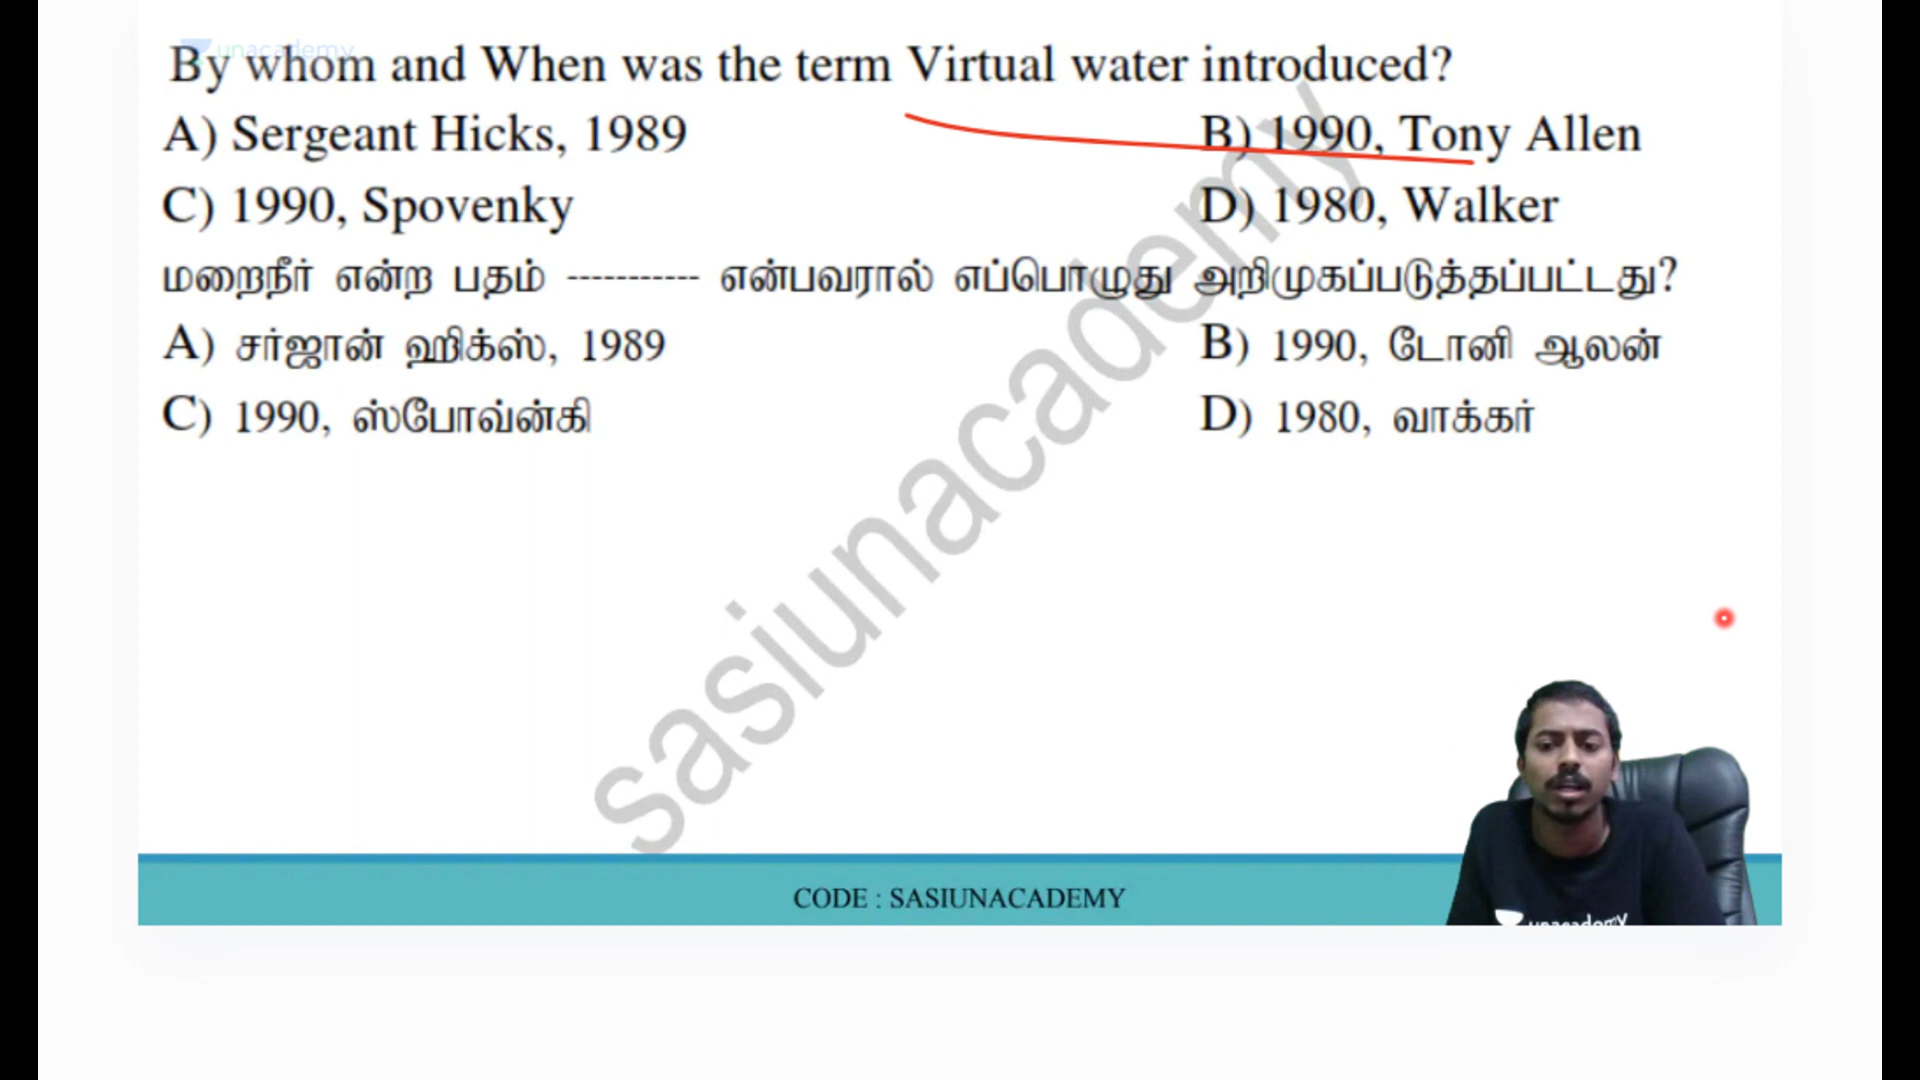 unacademy
By whom and When was the term Virtual water introduced?
A) Sergeant Hicks, 1989 B) 1990, Tony Allen
C) 1990, Spovenky D) 1980, Walker
மறைநீர் என்ற பதம் ----------- என்பவரால் எப்பொழுது அறிமுகப்படுத்தப்பட்டது?
A) சர்ஜான் ஹிக்ஸ், 1989 B) 1990, டோனி ஆலன்
C) 1990, ஸ்போவ்ன்கி D) 1980, வாக்கர்
sasiunacademy
CODE : SASIUNACADEMY
unacademy